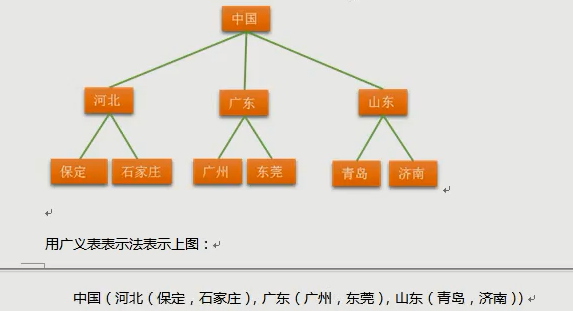 中国
河北 广东 山东
保定 石家庄 广州 东莞 青岛 济南
用广义表表示法表示上图：
中国（河北（保定，石家庄），广东（广州，东莞），山东（青岛，济南））